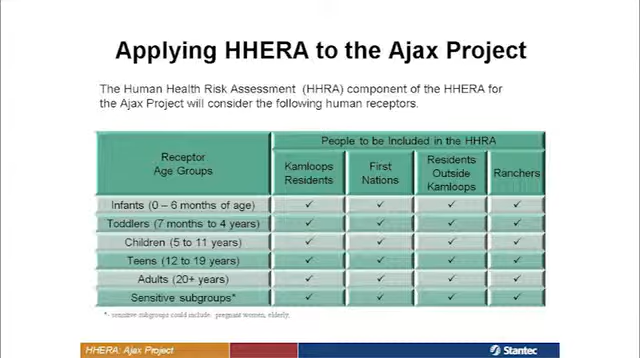 Applying HHERA to the Ajax Project
The Human Health Risk Assessment (HHRA) component of the HHERA for
the Ajax Project will consider the following human receptors.
Receptor
Age Groups
People to be Included in the HHRA
Kamloops
Residents
First
Nations
Residents
Outside
Kamloops
Ranchers
Infants (0 – 6 months of age) ✓ ✓ ✓ ✓
Toddlers (7 months to 4 years) ✓ ✓ ✓ ✓
Children (5 to 11 years) ✓ ✓ ✓ ✓
Teens (12 to 19 years) ✓ ✓ ✓ ✓
Adults (20+ years) ✓ ✓ ✓ ✓
Sensitive subgroups* ✓ ✓ ✓ ✓
*- sensitive subgroups could include: pregnant women, elderly,
HHERA: Ajax Project
Stantec